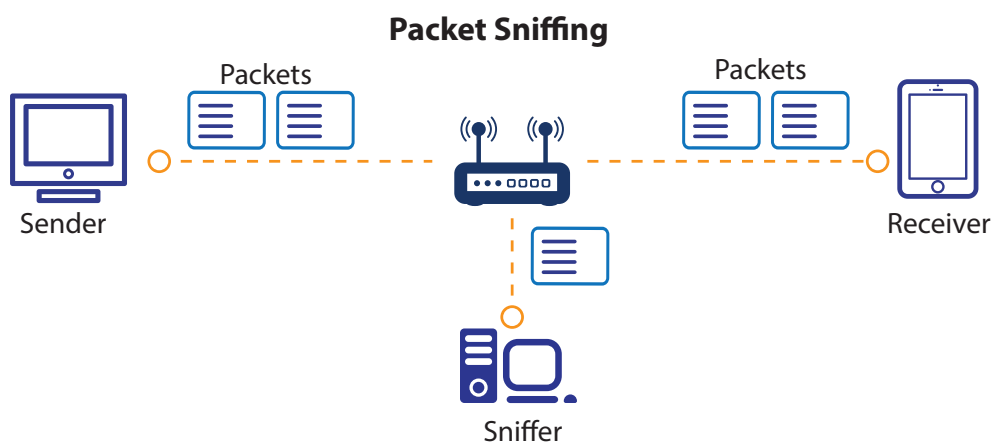 Packet Sniffing
Packets
Packets
Sender
Receiver
Sniffer